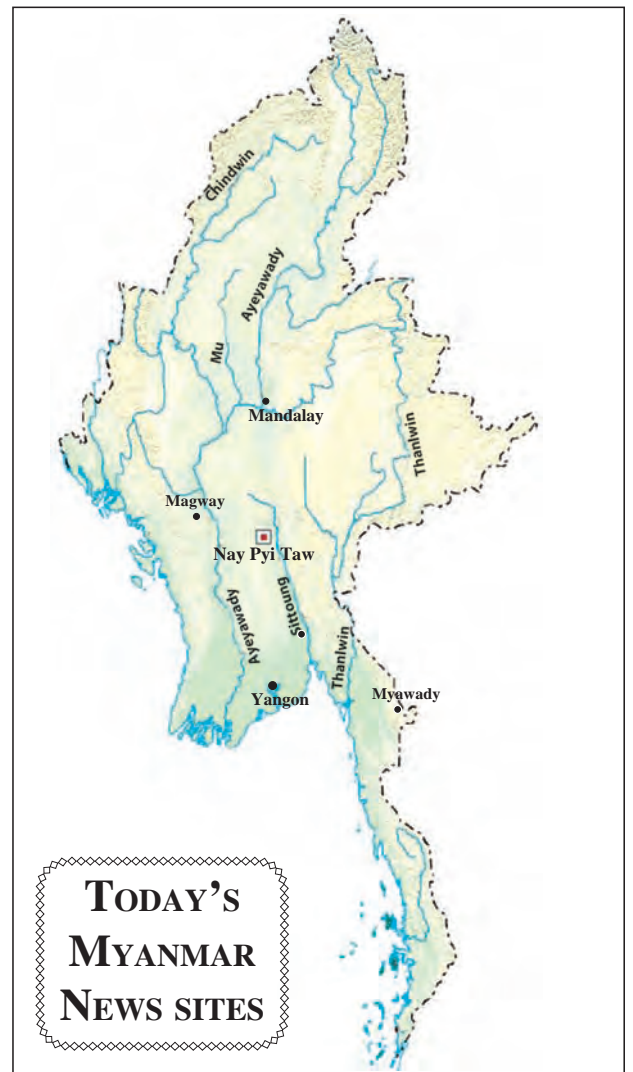 Chindwin
Ayeyawady
Mu
Mandalay
Thanlwin
Magway
Nay Pyi Taw
Ayeyawady
Sittoung
Thanlwin
Myawady
Yangon
TODAY'S
MYANMAR
NEWS SITES